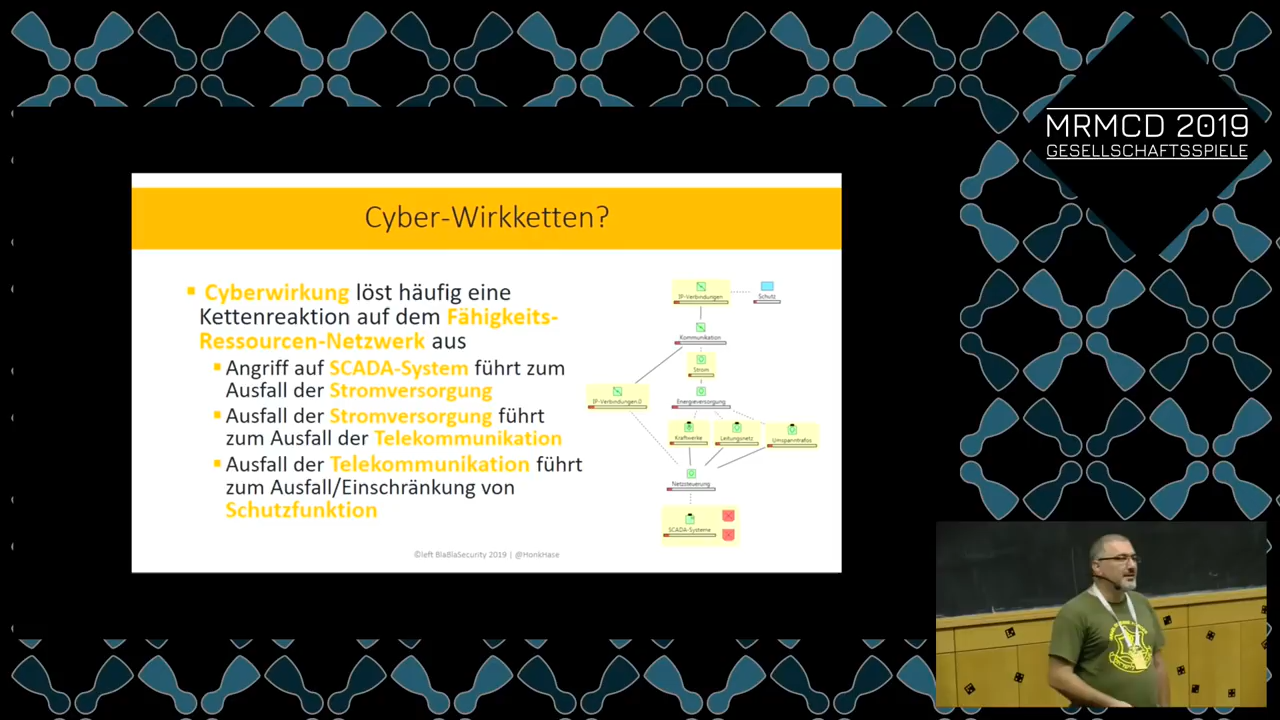 MRMCD 2019
GESELLSCHAFTSSPIELE
Cyber-Wirkketten?
Cyberwirkung löst häufig eine
Kettenreaktion auf dem Fähigkeits-
Ressourcen-Netzwerk aus
Angriff auf SCADA-System führt zum
Ausfall der Stromversorgung
Ausfall der Stromversorgung führt
zum Ausfall der Telekommunikation
Ausfall der Telekommunikation führt
zum Ausfall/Einschränkung von
Schutzfunktion
IP-Verbindungen
Schutz
Kommunikation
Strom
IP-Verbindungen.0
Energieversorgung
Kraftwerke
Leitungsnetz
Umspanntrafos
Netzsteuerung
SCADA-Systeme
©left BlaBlaSecurity 2019 | @HonkHase